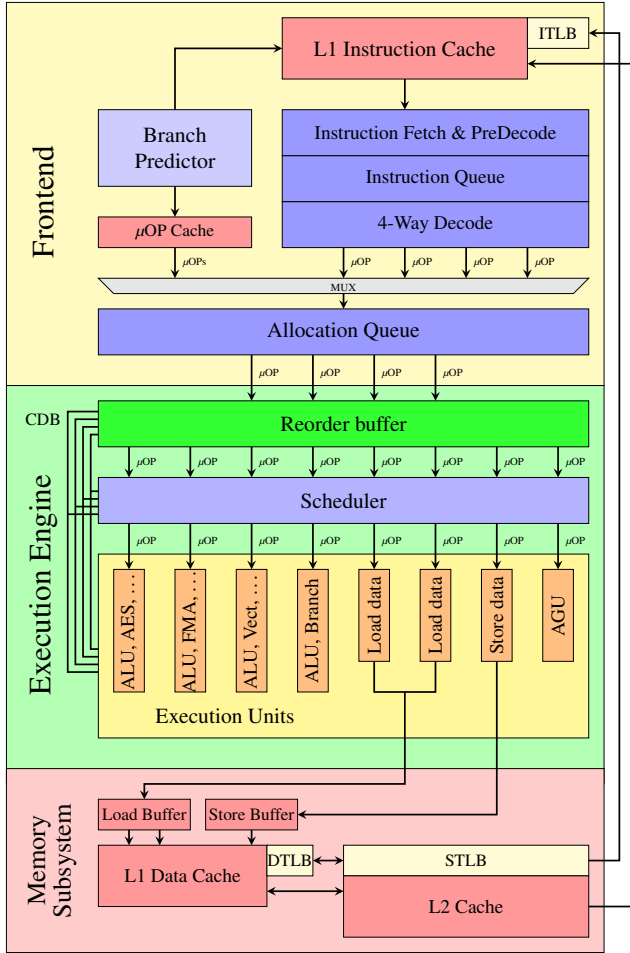 ITLB
L1 Instruction Cache
Frontend
Branch
Predictor
Instruction Fetch & PreDecode
Instruction Queue
4-Way Decode
μOP Cache
μOPs
μOP
μOP
μOP
μOP
MUX
Allocation Queue
μOP
μOP
μOP
μOP
Execution Engine
CDB
Reorder buffer
μOP
μOP
μOP
μOP
μOP
μOP
μOP
μOP
Scheduler
μOP
μOP
μOP
μOP
μOP
μOP
μOP
μOP
ALU, AES, …
ALU, FMA, …
ALU, Vect, …
ALU, Branch
Load data
Load data
Store data
AGU
Execution Units
Memory
Subsystem
Load Buffer
Store Buffer
L1 Data Cache
DTLB
STLB
L2 Cache